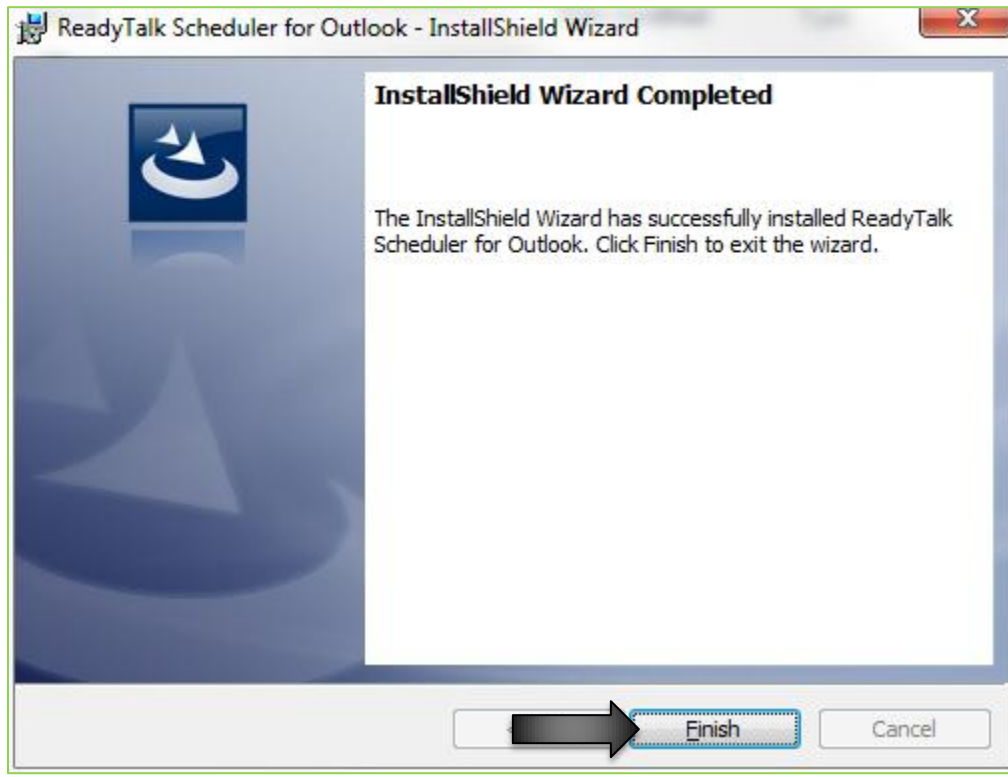 ReadyTalk Scheduler for Outlook - InstallShield Wizard
InstallShield Wizard Completed
The InstallShield Wizard has successfully installed ReadyTalk
Scheduler for Outlook. Click Finish to exit the wizard.
Finish Cancel